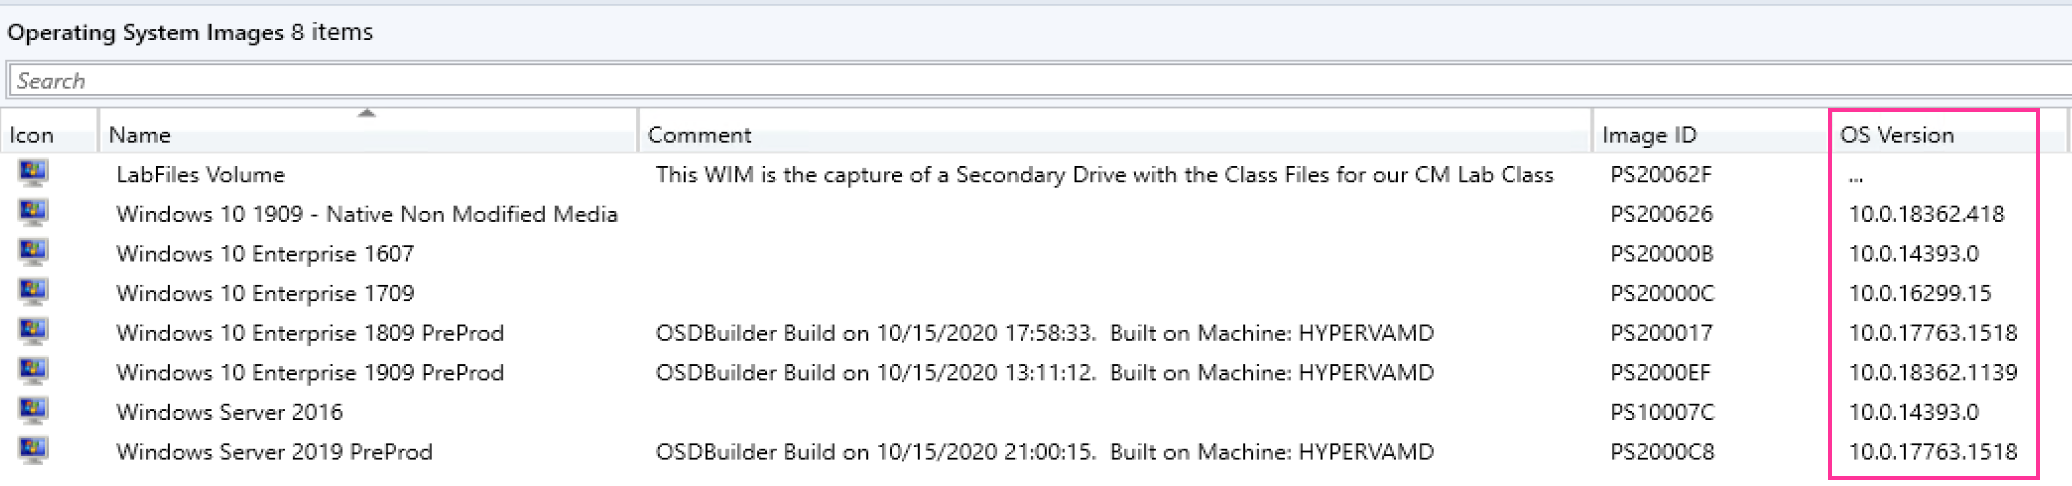 Operating System Images 8 items
Search
Icon Name Comment Image ID OS Version
LabFiles Volume This WIM is the capture of a Secondary Drive with the Class Files for our CM Lab Class PS20062F ...
Windows 10 1909 - Native Non Modified Media PS200626 10.0.18362.418
Windows 10 Enterprise 1607 PS20000B 10.0.14393.0
Windows 10 Enterprise 1709 PS20000C 10.0.16299.15
Windows 10 Enterprise 1809 PreProd OSDBuilder Build on 10/15/2020 17:58:33. Built on Machine: HYPERVAMD PS200017 10.0.17763.1518
Windows 10 Enterprise 1909 PreProd OSDBuilder Build on 10/15/2020 13:11:12. Built on Machine: HYPERVAMD PS2000EF 10.0.18362.1139
Windows Server 2016 PS10007C 10.0.14393.0
Windows Server 2019 PreProd OSDBuilder Build on 10/15/2020 21:00:15. Built on Machine: HYPERVAMD PS2000C8 10.0.17763.1518